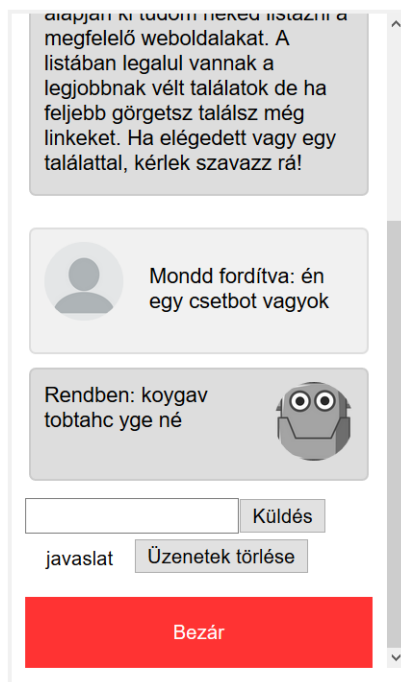 alapján ki tudom neked listázni a
megfelelő weboldalakat. A
listában legalul vannak a
legjobbnak vélt találatok de ha
feljebb görgetsz találsz még
linkeket. Ha elégedett vagy egy
találattal, kérlek szavazz rá!
Mondd fordítva: én
egy csetbot vagyok
Rendben: koygav
tobtahc yge né
Küldés
javaslat
Üzenetek törlése
Bezár